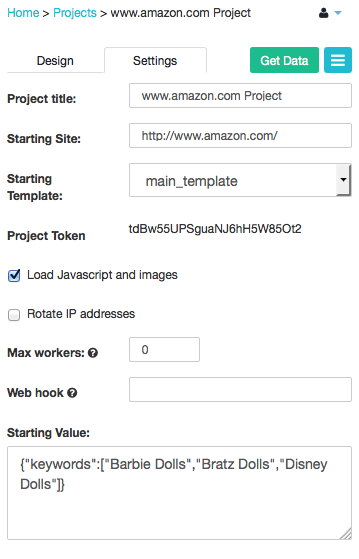 Home > Projects > www.amazon.com Project
Design Settings Get Data
Project title: www.amazon.com Project
Starting Site: http://www.amazon.com/
Starting
Template: main_template
Project Token tdBw55UPSguaNJ6hH5W85Ot2
Load Javascript and images
Rotate IP addresses
Max workers: ? 0
Web hook ?
Starting Value:
{"keywords":["Barbie Dolls","Bratz Dolls","Disney
Dolls"]}